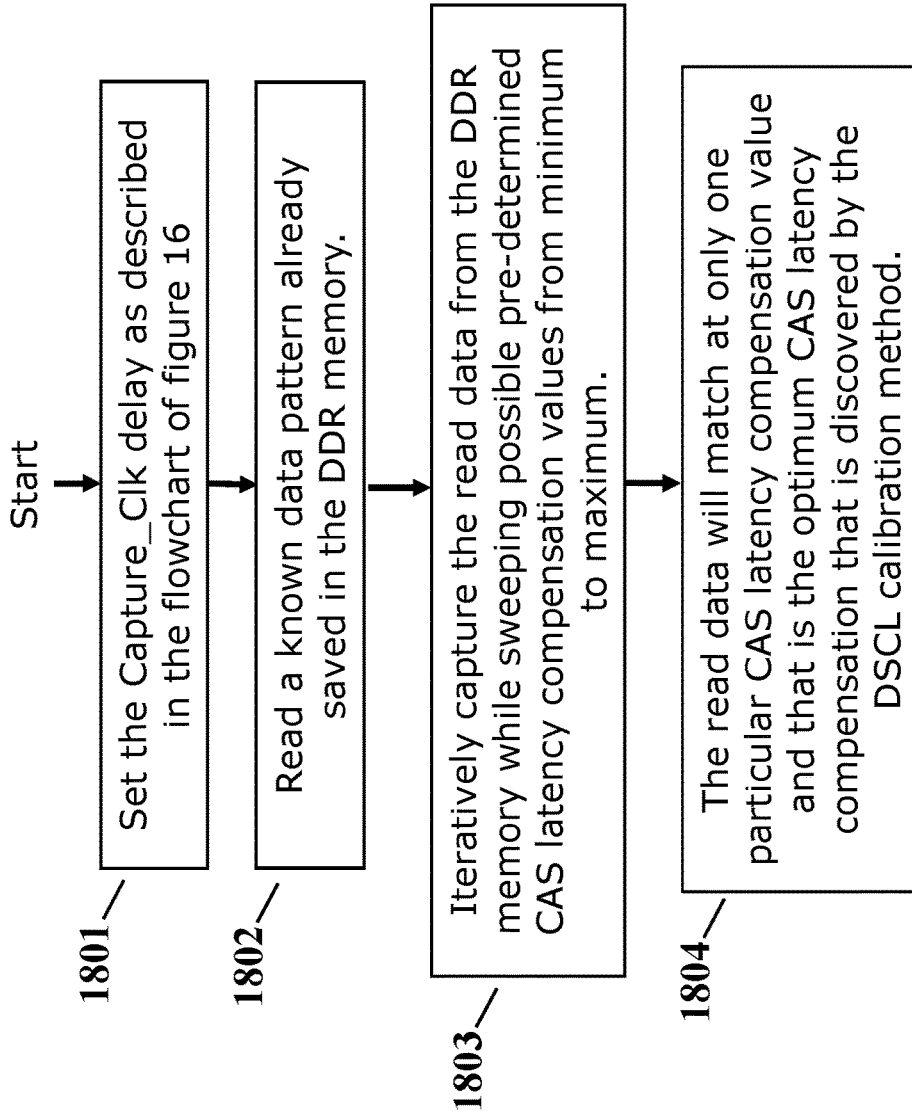 Start
1801
Set the Capture_Clk delay as described
in the flowchart of figure 16
1802
Read a known data pattern already
saved in the DDR memory.
1803
Iteratively capture the read data from the DDR
memory while sweeping possible pre-determined
CAS latency compensation values from minimum
to maximum.
1804
The read data will match at only one
particular CAS latency compensation value
and that is the optimum CAS latency
compensation that is discovered by the
DSCL calibration method.